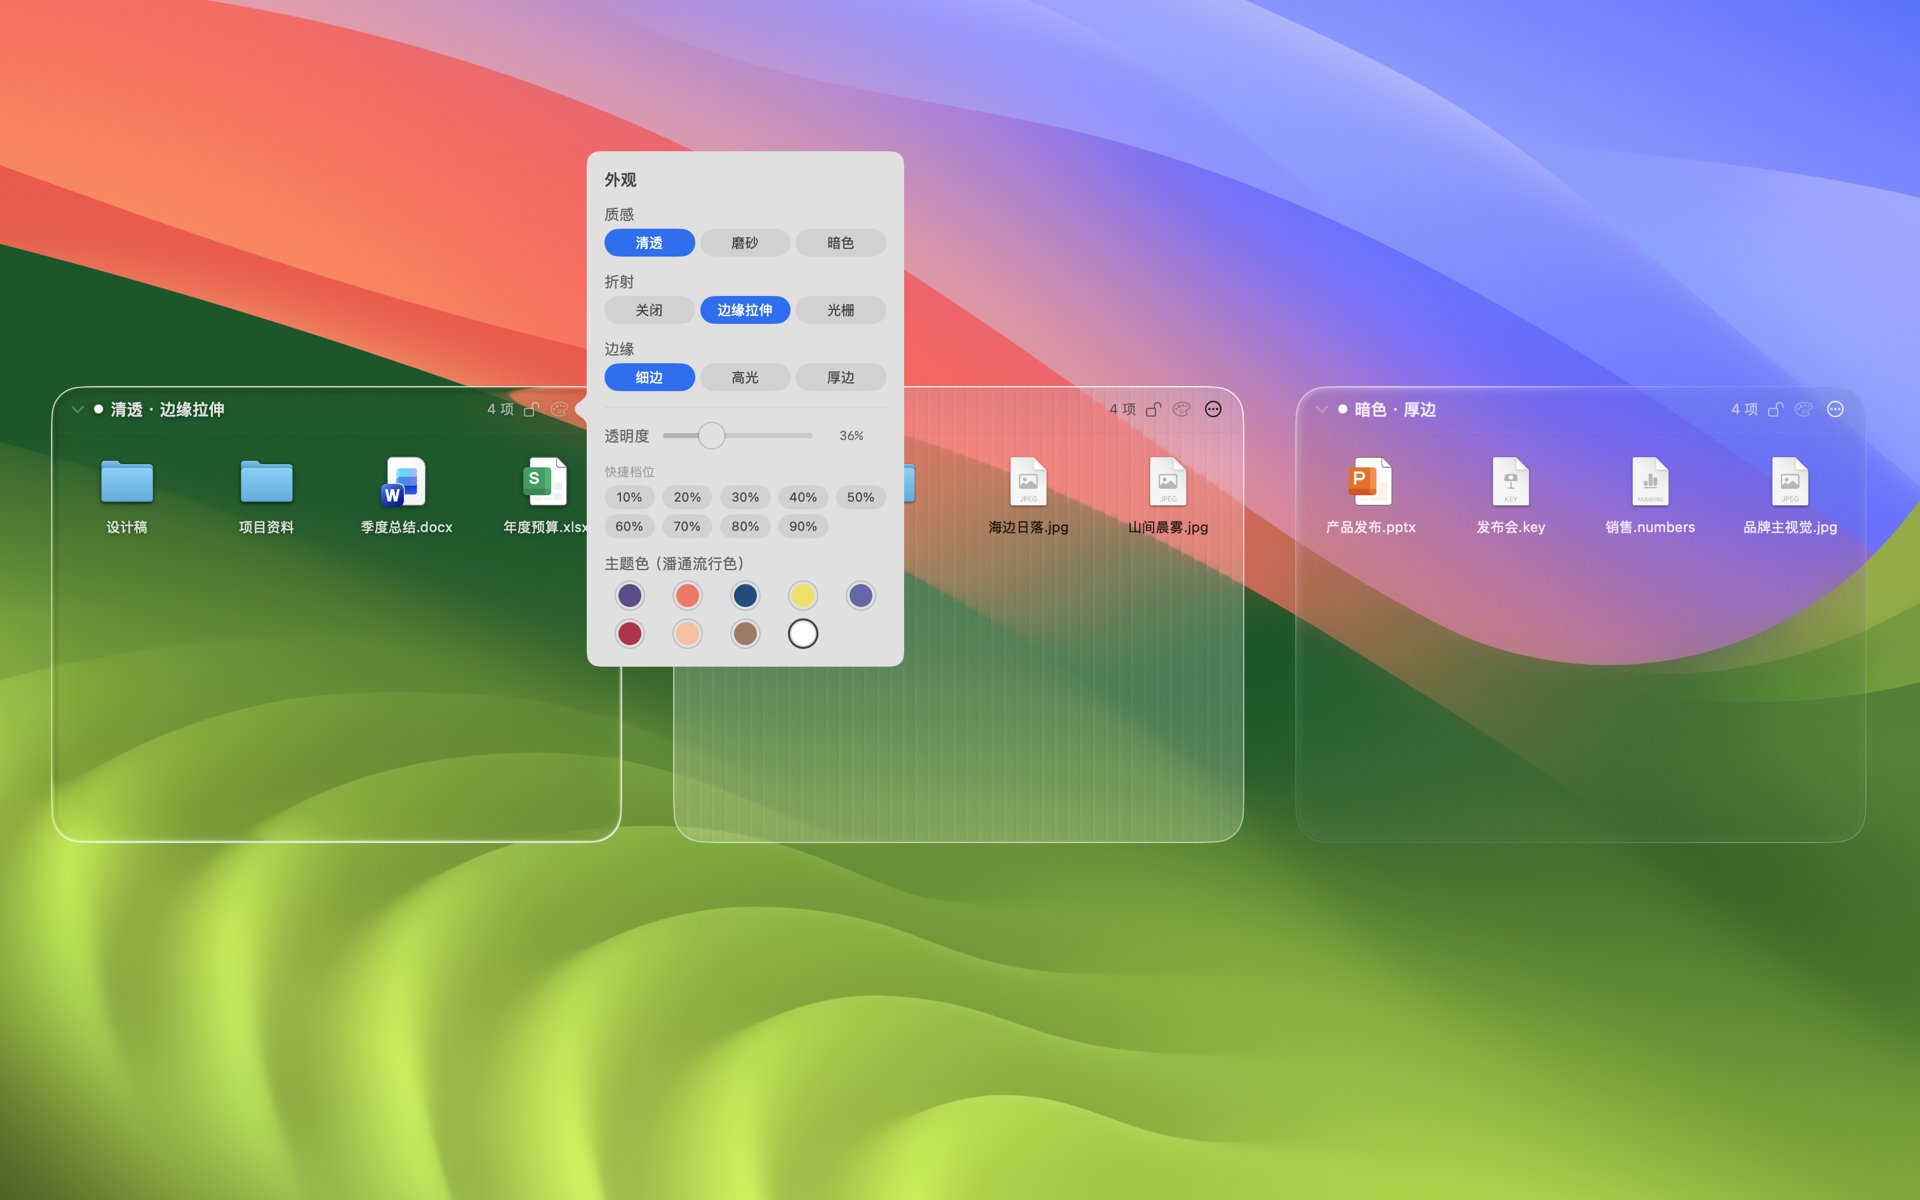 外观
质感
清透 磨砂 暗色
折射
关闭 边缘拉伸 光栅
边缘
细边 高光 厚边
透明度 36%
快捷档位
10% 20% 30% 40% 50%
60% 70% 80% 90%
主题色（潘通流行色）
清透 · 边缘拉伸 4 项
设计稿 项目资料 季度总结.docx 年度预算.xlsx
W
S
4 项
JPEG JPEG
海边日落.jpg 山间晨雾.jpg
暗色 · 厚边 4 项
P KEY NUMBERS JPEG
产品发布.pptx 发布会.key 销售.numbers 品牌主视觉.jpg